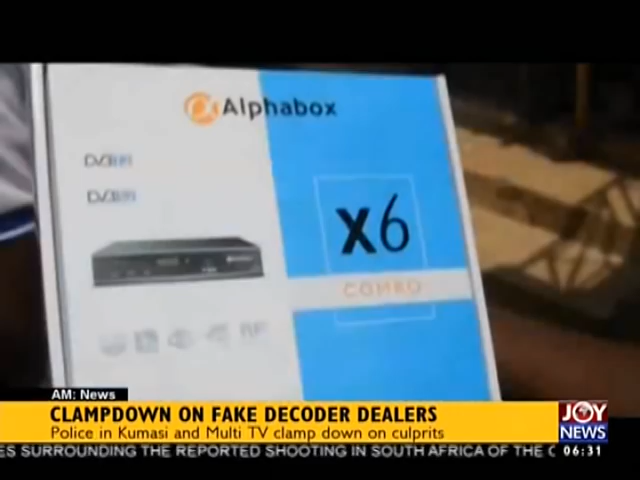 Alphabox
DVB
DVB
X6
COMBO
AM: News
CLAMPDOWN ON FAKE DECODER DEALERS
Police in Kumasi and Multi TV clamp down on culprits
JOY
NEWS
ES SURROUNDING THE REPORTED SHOOTING IN SOUTH AFRICA OF THE
06:31